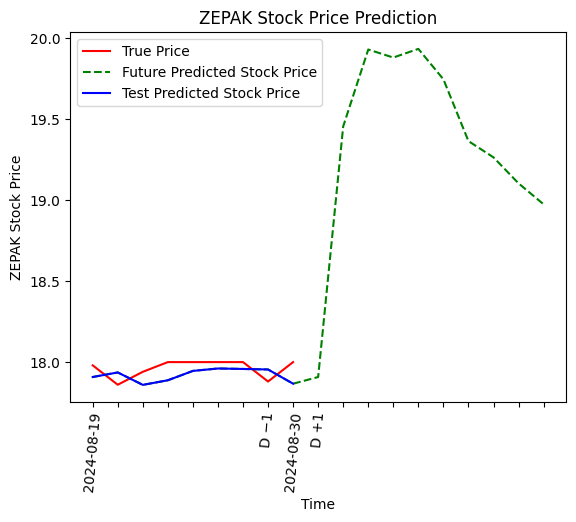 ZEPAK Stock Price Prediction
True Price
Future Predicted Stock Price
Test Predicted Stock Price
ZEPAK Stock Price
20.0
19.5
19.0
18.5
18.0
2024-08-19
D −1
2024-08-30
D +1
Time